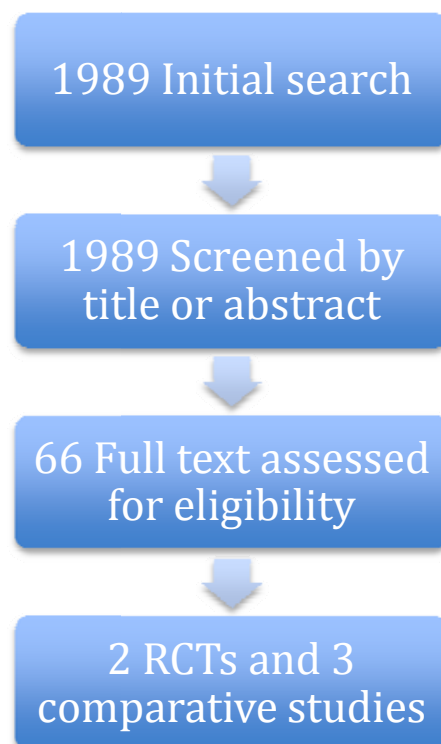 1989 Initial search
1989 Screened by
title or abstract
66 Full text assessed
for eligibility
2 RCTs and 3
comparative studies